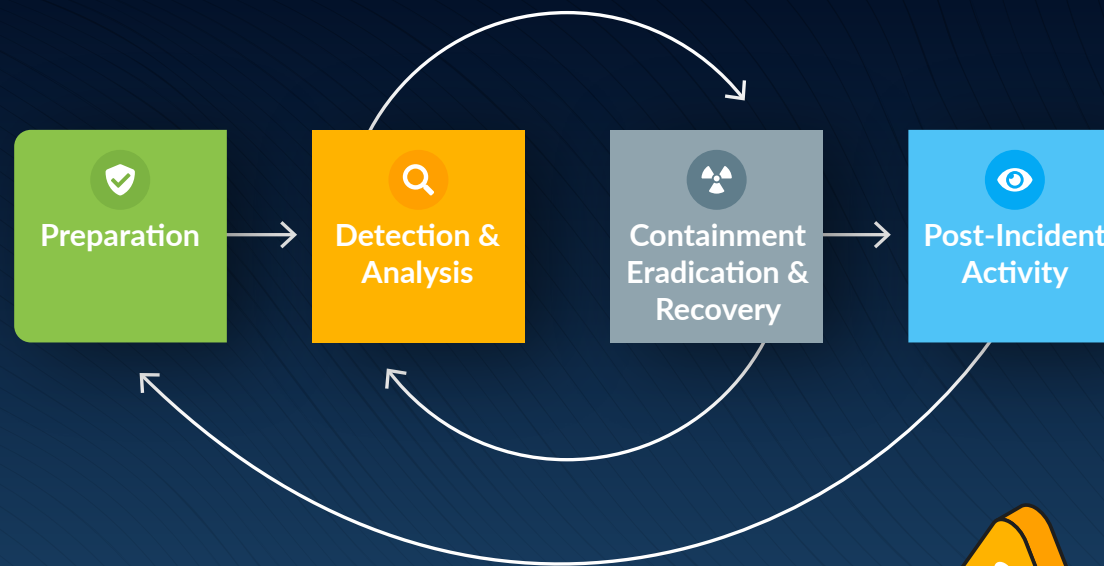 Preparation
Detection &
Analysis
Containment
Eradication &
Recovery
Post-Incident
Activity